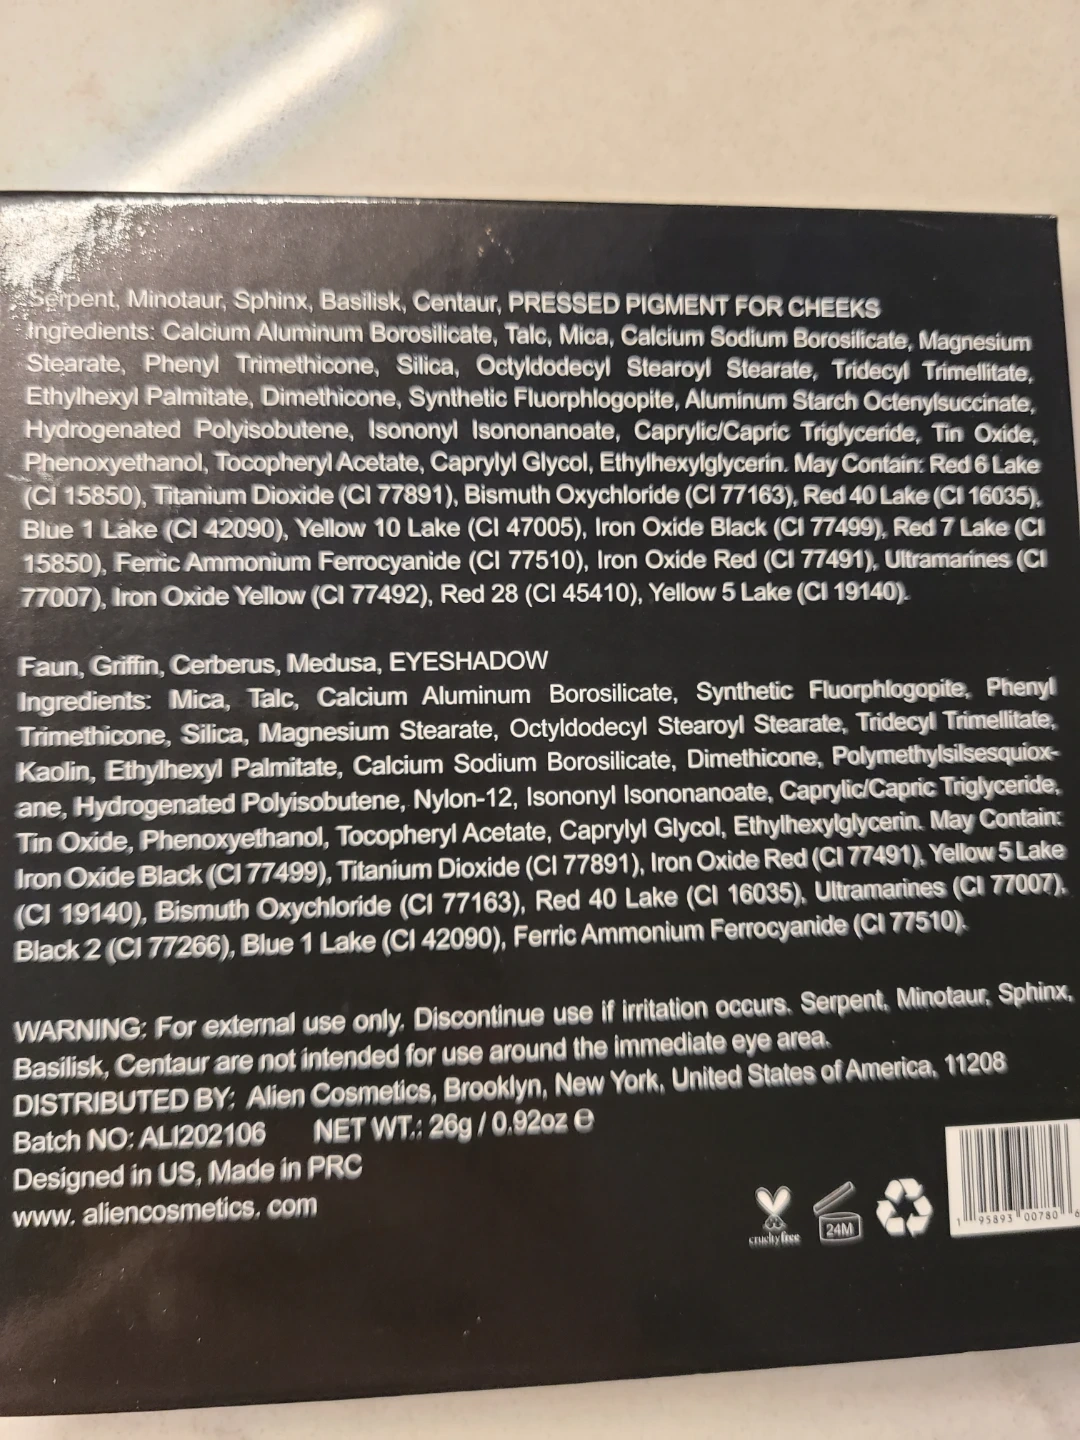 Serpent, Minotaur, Sphinx, Basilisk, Centaur, PRESSED PIGMENT FOR CHEEKS
Ingredients: Calcium Aluminum Borosilicate, Talc, Mica, Calcium Sodium Borosilicate, Magnesium
Stearate, Phenyl Trimethicone, Silica, Octyldodecyl Stearoyl Stearate, Tridecyl Trimellitate,
Ethylhexyl Palmitate, Dimethicone, Synthetic Fluorphlogopite, Aluminum Starch Octenylsuccinate,
Hydrogenated Polyisobutene, Isononyl Isononanoate, Caprylic/Capric Triglyceride, Tin Oxide,
Phenoxyethanol, Tocopheryl Acetate, Caprylyl Glycol, Ethylhexylglycerin. May Contain: Red 6 Lake
(CI 15850), Titanium Dioxide (CI 77891), Bismuth Oxychloride (CI 77163), Red 40 Lake (CI 16035),
Blue 1 Lake (CI 42090), Yellow 10 Lake (CI 47005), Iron Oxide Black (CI 77499), Red 7 Lake (CI
15850), Ferric Ammonium Ferrocyanide (CI 77510), Iron Oxide Red (CI 77491), Ultramarines (CI
77007), Iron Oxide Yellow (CI 77492), Red 28 (CI 45410), Yellow 5 Lake (CI 19140).
Faun, Griffin, Cerberus, Medusa, EYESHADOW
Ingredients: Mica, Talc, Calcium Aluminum Borosilicate, Synthetic Fluorphlogopite, Phenyl
Trimethicone, Silica, Magnesium Stearate, Octyldodecyl Stearoyl Stearate, Tridecyl Trimellitate,
Kaolin, Ethylhexyl Palmitate, Calcium Sodium Borosilicate, Dimethicone, Polymethylsilsesquiox-
ane, Hydrogenated Polyisobutene, Nylon-12, Isononyl Isononanoate, Caprylic/Capric Triglyceride,
Tin Oxide, Phenoxyethanol, Tocopheryl Acetate, Caprylyl Glycol, Ethylhexylglycerin. May Contain:
Iron Oxide Black (CI 77499), Titanium Dioxide (CI 77891), Iron Oxide Red (CI 77491), Yellow 5 Lake
(CI 19140), Bismuth Oxychloride (CI 77163), Red 40 Lake (CI 16035), Ultramarines (CI 77007),
Black 2 (CI 77266), Blue 1 Lake (CI 42090), Ferric Ammonium Ferrocyanide (CI 77510).
WARNING: For external use only. Discontinue use if irritation occurs. Serpent, Minotaur, Sphinx,
Basilisk, Centaur are not intended for use around the immediate eye area.
DISTRIBUTED BY: Alien Cosmetics, Brooklyn, New York, United States of America, 11208
Batch NO: ALI202106 NET WT.: 26g / 0.92oz ℮
Designed in US, Made in PRC
www. aliencosmetics. com
crueltyfree
24M
1 95893 00780 6